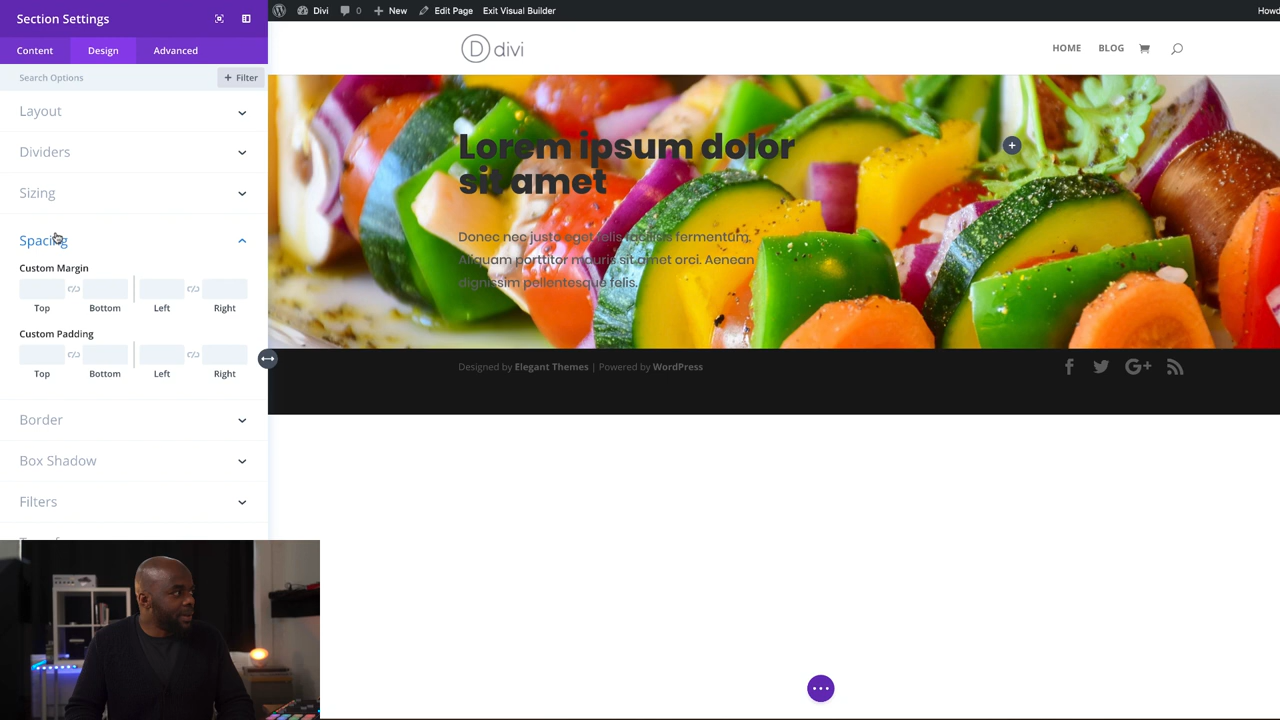 Section Settings
Content
Design
Advanced
Search Options
+ Filter
Layout
Dividers
Sizing
Spacing
Custom Margin
Top
Bottom
Left
Right
Custom Padding
Top
Bottom
Left
Right
Border
Box Shadow
Filters
Divi
0
New
Edit Page
Exit Visual Builder
Howd
D divi
HOME
BLOG
Lorem ipsum dolor
sit amet
Donec nec justo eget felis facilisis fermentum.
Aliquam porttitor mauris sit amet orci. Aenean
dignissim pellentesque felis.
Designed by Elegant Themes | Powered by WordPress